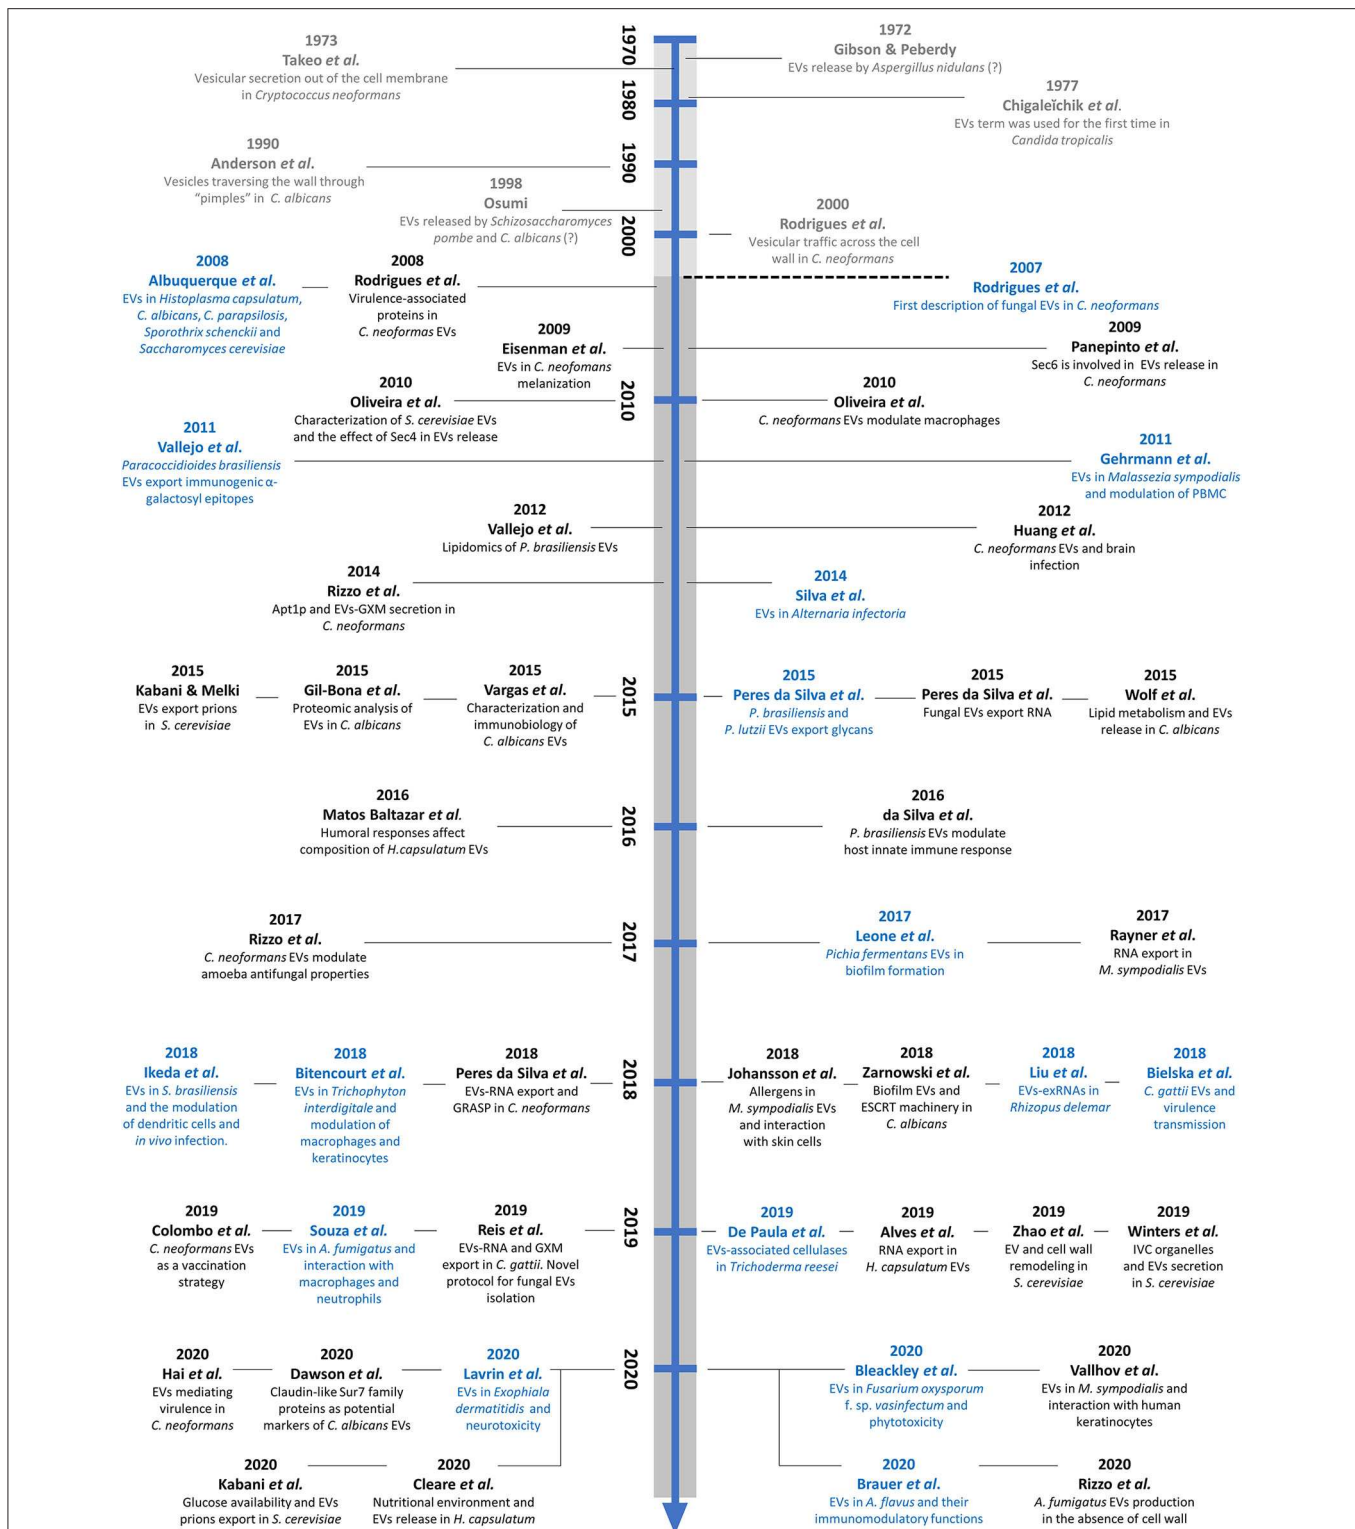 1970
1973
Takeo et al.
Vesicular secretion out of the cell membrane
in Cryptococcus neoformans
1972
Gibson & Peberdy
EVs release by Aspergillus nidulans (?)
1980
1977
Chigaleïchik et al.
EVs term was used for the first time in
Candida tropicalis
1990
1990
Anderson et al.
Vesicles traversing the wall through
“pimples” in C. albicans
1998
Osumi
EVs released by Schizosaccharomyces
pombe and C. albicans (?)
2000
2000
Rodrigues et al.
Vesicular traffic across the cell
wall in C. neoformans
2008
Albuquerque et al.
EVs in Histoplasma capsulatum,
C. albicans, C. parapsilosis,
Sporothrix schenckii and
Saccharomyces cerevisiae
2008
Rodrigues et al.
Virulence-associated
proteins in
C. neoformas EVs
2007
Rodrigues et al.
First description of fungal EVs in C. neoformans
2009
Eisenman et al.
EVs in C. neofomans
melanization
2009
Panepinto et al.
Sec6 is involved in EVs release in
C. neoformans
2010
2010
Oliveira et al.
Characterization of S. cerevisiae EVs
and the effect of Sec4 in EVs release
2010
Oliveira et al.
C. neoformans EVs modulate macrophages
2011
Vallejo et al.
Paracoccidioides brasiliensis
EVs export immunogenic α-
galactosyl epitopes
2011
Gehrmann et al.
EVs in Malassezia sympodialis
and modulation of PBMC
2012
Vallejo et al.
Lipidomics of P. brasiliensis EVs
2012
Huang et al.
C. neoformans EVs and brain
infection
2014
Rizzo et al.
Apt1p and EVs-GXM secretion in
C. neoformans
2014
Silva et al.
EVs in Alternaria infectoria
2015
2015
Kabani & Melki
EVs export prions
in S. cerevisiae
2015
Gil-Bona et al.
Proteomic analysis of
EVs in C. albicans
2015
Vargas et al.
Characterization and
immunobiology of
C. albicans EVs
2015
Peres da Silva et al.
P. brasiliensis and
P. lutzii EVs export glycans
2015
Peres da Silva et al.
Fungal EVs export RNA
2015
Wolf et al.
Lipid metabolism and EVs
release in C. albicans
2016
2016
Matos Baltazar et al.
Humoral responses affect
composition of H.capsulatum EVs
2016
da Silva et al.
P. brasiliensis EVs modulate
host innate immune response
2017
2017
Rizzo et al.
C. neoformans EVs modulate
amoeba antifungal properties
2017
Leone et al.
Pichia fermentans EVs in
biofilm formation
2017
Rayner et al.
RNA export in
M. sympodialis EVs
2018
2018
Ikeda et al.
EVs in S. brasiliensis
and the modulation
of dendritic cells and
in vivo infection.
2018
Bitencourt et al.
EVs in Trichophyton
interdigitale and
modulation of
macrophages and
keratinocytes
2018
Peres da Silva et al.
EVs-RNA export and
GRASP in C. neoformans
2018
Johansson et al.
Allergens in
M. sympodialis EVs
and interaction
with skin cells
2018
Zarnowski et al.
Biofilm EVs and
ESCRT machinery in
C. albicans
2018
Liu et al.
EVs-exRNAs in
Rhizopus delemar
2018
Bielska et al.
C. gattii EVs and
virulence
transmission
2019
2019
Colombo et al.
C. neoformans EVs
as a vaccination
strategy
2019
Souza et al.
EVs in A. fumigatus and
interaction with
macrophages and
neutrophils
2019
Reis et al.
EVs-RNA and GXM
export in C. gattii. Novel
protocol for fungal EVs
isolation
2019
De Paula et al.
EVs-associated cellulases
in Trichoderma reesei
2019
Alves et al.
RNA export in
H. capsulatum EVs
2019
Zhao et al.
EV and cell wall
remodeling in
S. cerevisiae
2019
Winters et al.
IVC organelles
and EVs secretion
in S. cerevisiae
2020
2020
Hai et al.
EVs mediating
virulence in
C. neoformans
2020
Dawson et al.
Claudin-like Sur7 family
proteins as potential
markers of C. albicans EVs
2020
Lavrin et al.
EVs in Exophiala
dermatitidis and
neurotoxicity
2020
Bleackley et al.
EVs in Fusarium oxysporum
f. sp. vasinfectum and
phytotoxicity
2020
Vallhov et al.
EVs in M. sympodialis and
interaction with human
keratinocytes
2020
Kabani et al.
Glucose availability and EVs
prions export in S. cerevisiae
2020
Cleare et al.
Nutritional environment and
EVs release in H. capsulatum
2020
Brauer et al.
EVs in A. flavus and their
immunomodulatory functions
2020
Rizzo et al.
A. fumigatus EVs production
in the absence of cell wall